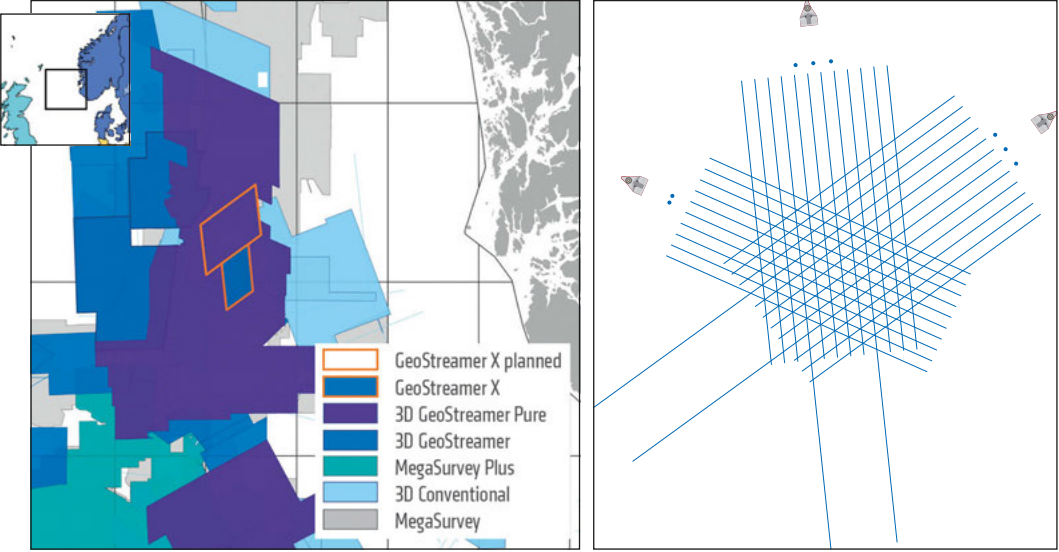 GeoStreamer X planned
GeoStreamer X
3D GeoStreamer Pure
3D GeoStreamer
MegaSurvey Plus
3D Conventional
MegaSurvey